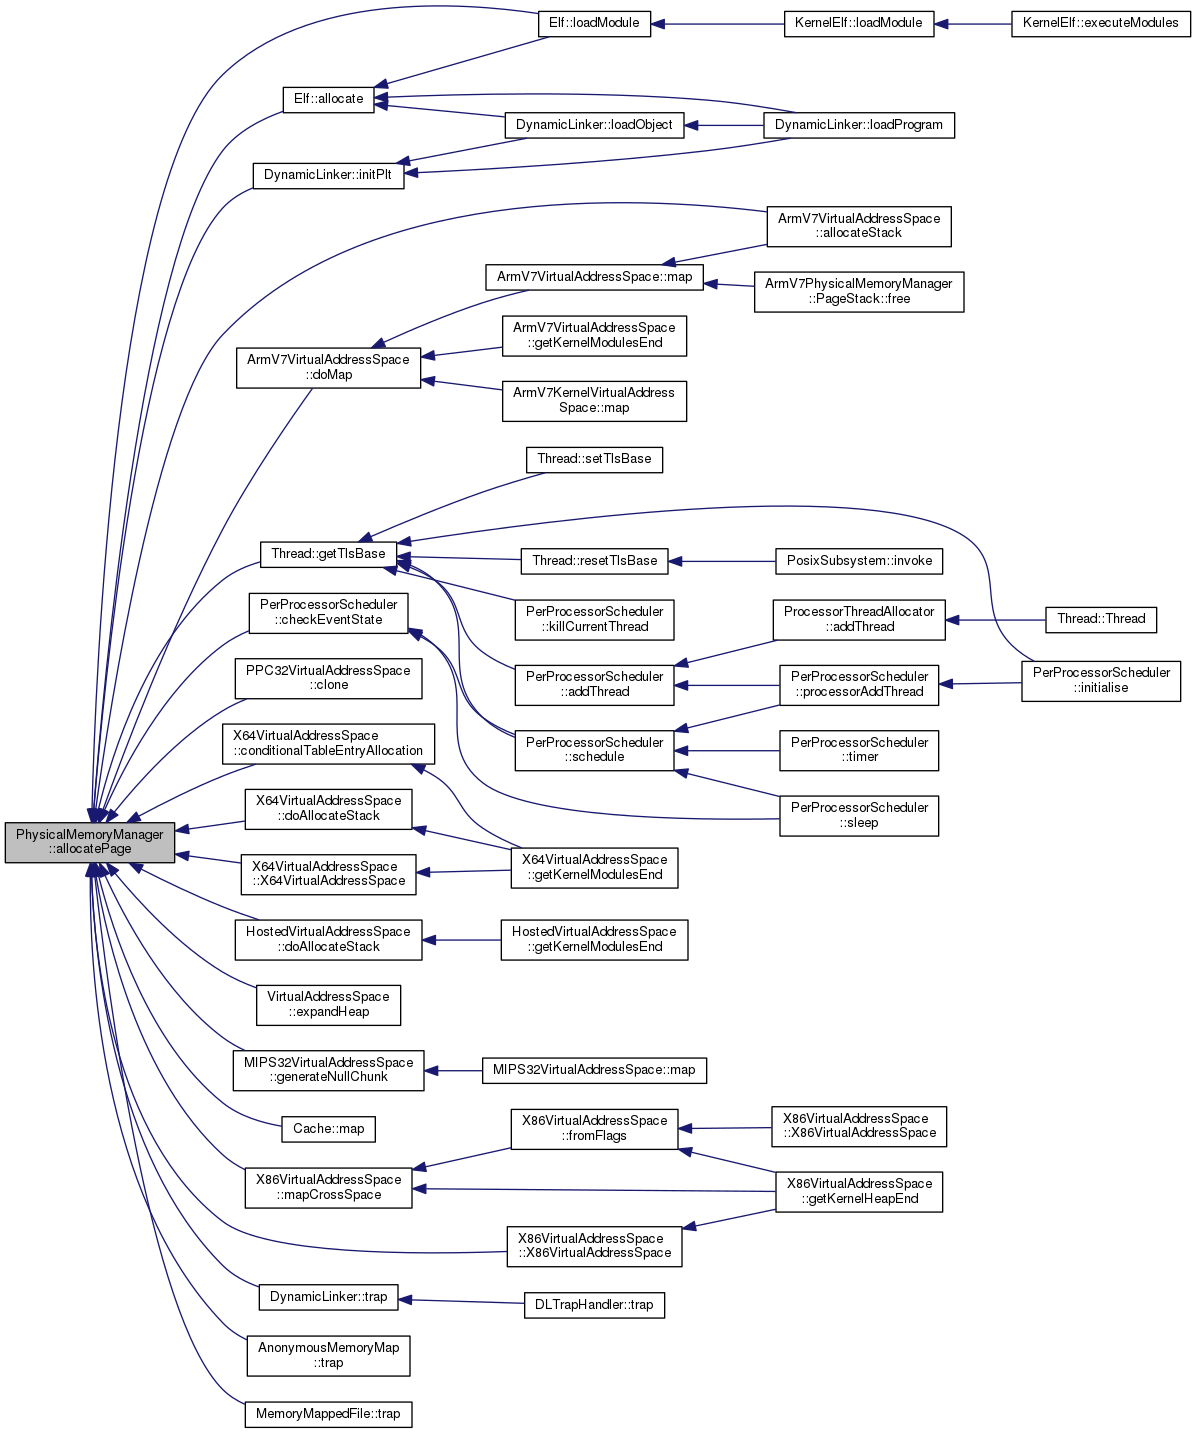 Elf::loadModule
KernelElf::loadModule
KernelElf::executeModules
Elf::allocate
DynamicLinker::loadObject
DynamicLinker::loadProgram
DynamicLinker::initPlt
ArmV7VirtualAddressSpace
::allocateStack
ArmV7VirtualAddressSpace::map
ArmV7PhysicalMemoryManager
::PageStack::free
ArmV7VirtualAddressSpace
::getKernelModulesEnd
ArmV7VirtualAddressSpace
::doMap
ArmV7KernelVirtualAddress
Space::map
Thread::setTlsBase
Thread::getTlsBase
Thread::resetTlsBase
PosixSubsystem::invoke
PerProcessorScheduler
::checkEventState
PerProcessorScheduler
::killCurrentThread
ProcessorThreadAllocator
::addThread
Thread::Thread
PPC32VirtualAddressSpace
::clone
PerProcessorScheduler
::addThread
PerProcessorScheduler
::processorAddThread
PerProcessorScheduler
::initialise
X64VirtualAddressSpace
::conditionalTableEntryAllocation
PerProcessorScheduler
::schedule
PerProcessorScheduler
::timer
X64VirtualAddressSpace
::doAllocateStack
PerProcessorScheduler
::sleep
PhysicalMemoryManager
::allocatePage
X64VirtualAddressSpace
::X64VirtualAddressSpace
X64VirtualAddressSpace
::getKernelModulesEnd
HostedVirtualAddressSpace
::doAllocateStack
HostedVirtualAddressSpace
::getKernelModulesEnd
VirtualAddressSpace
::expandHeap
MIPS32VirtualAddressSpace
::generateNullChunk
MIPS32VirtualAddressSpace::map
Cache::map
X86VirtualAddressSpace
::fromFlags
X86VirtualAddressSpace
::X86VirtualAddressSpace
X86VirtualAddressSpace
::mapCrossSpace
X86VirtualAddressSpace
::getKernelHeapEnd
X86VirtualAddressSpace
::X86VirtualAddressSpace
DynamicLinker::trap
DLTrapHandler::trap
AnonymousMemoryMap
::trap
MemoryMappedFile::trap